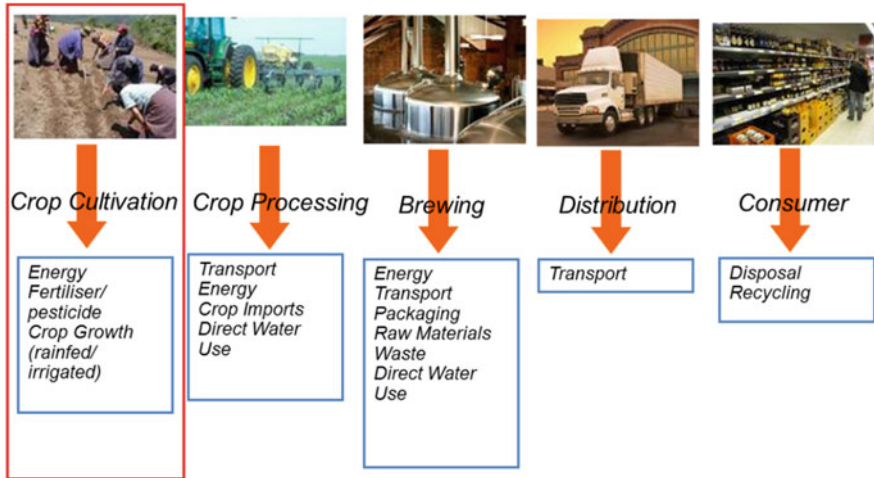 Crop Cultivation
Energy
Fertiliser/
pesticide
Crop Growth
(rainfed/
irrigated)
Crop Processing
Transport
Energy
Crop Imports
Direct Water
Use
Brewing
Energy
Transport
Packaging
Raw Materials
Waste
Direct Water
Use
Distribution
Transport
Consumer
Disposal
Recycling